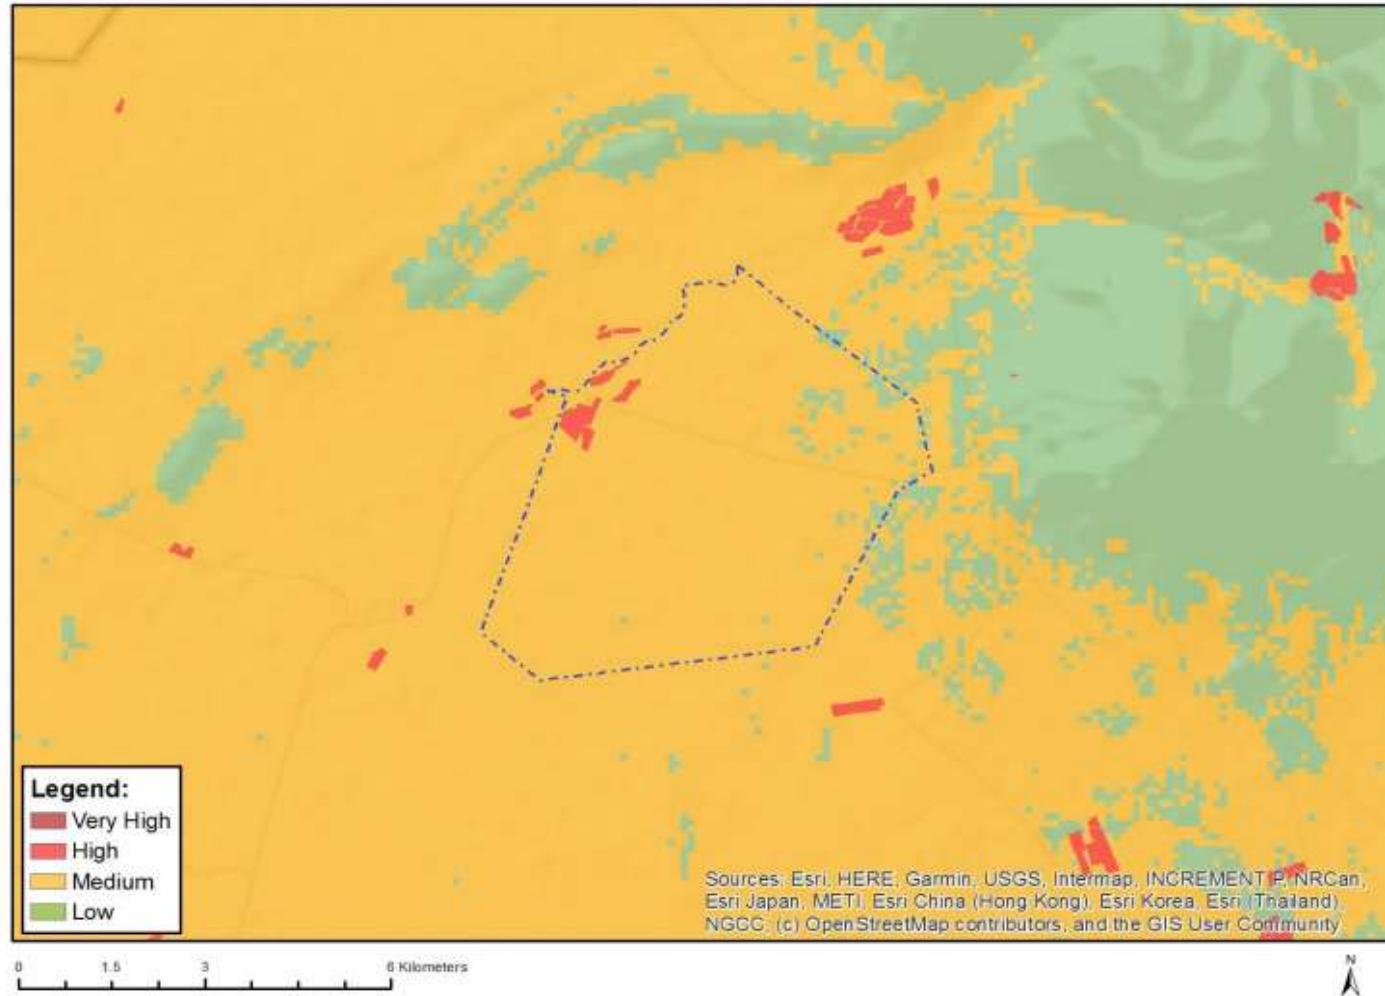 Legend:
Very High
High
Medium
Low
Sources: Esri, HERE, Garmin, USGS, Intermap, INCREMENT P, NRCan,
Esri Japan, METI, Esri China (Hong Kong), Esri Korea, Esri (Thailand),
NGCC, (c) OpenStreetMap contributors, and the GIS User Community
0 1.5 3 6 Kilometers
N